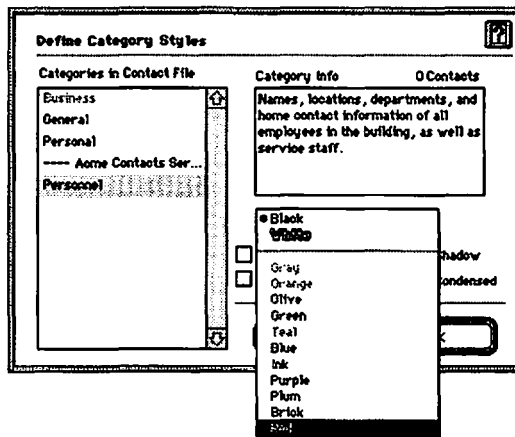 Define Category Styles
?
Categories in Contact File
Business
General
Personal
---- Acme Contacts Ser...
Personnel
Category Info
0 Contacts
Names, locations, departments, and
home contact information of all
employees in the building, as well as
service staff.
Black
Gray
Orange
Olive
Green
Teal
Blue
Ink
Purple
Plum
Brick
Red
hadow
ondensed